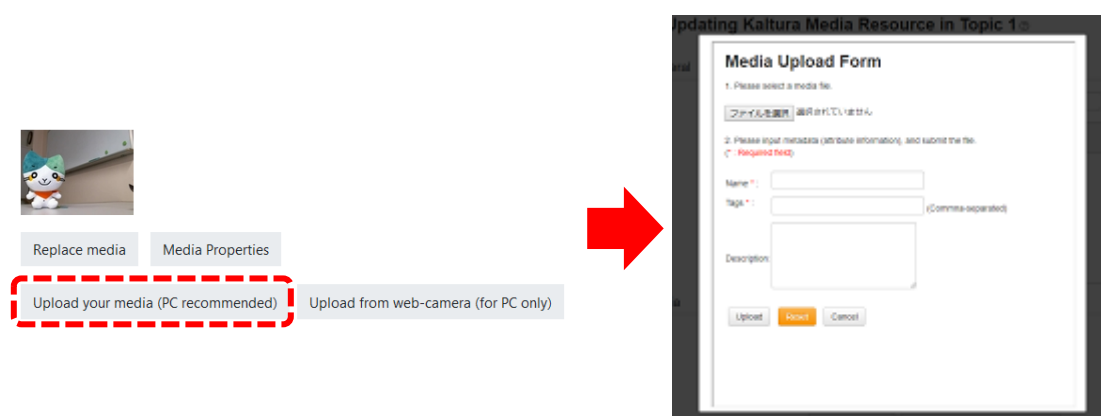 Replace media
Media Properties
Upload your media (PC recommended)
Upload from web-camera (for PC only)
Updating Kaltura Media Resource in Topic 1
Media Upload Form
1. Please select a media file.
ファイルを選択 選択されていません
2. Please input metadata (attribute information), and submit the file.
(* : Required field)
Name * :
Tags * :
(Comma-separated)
Description:
Upload
Reset
Cancel